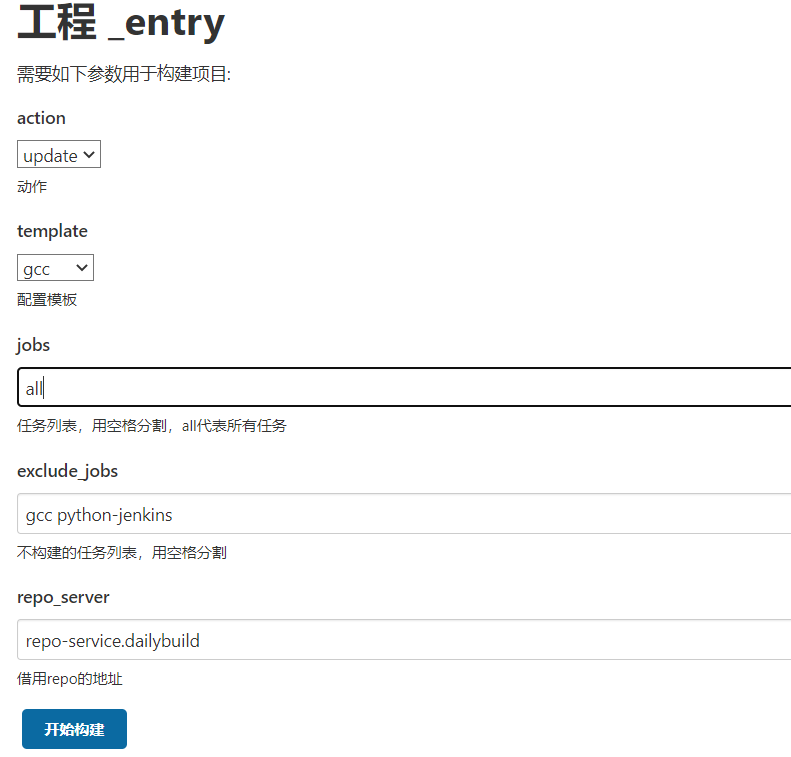 工程 _entry
需要如下参数用于构建项目:
action
update
动作
template
gcc
配置模板
jobs
all
任务列表，用空格分割，all代表所有任务
exclude_jobs
gcc python-jenkins
不构建的任务列表，用空格分割
repo_server
repo-service.dailybuild
借用repo的地址
开始构建